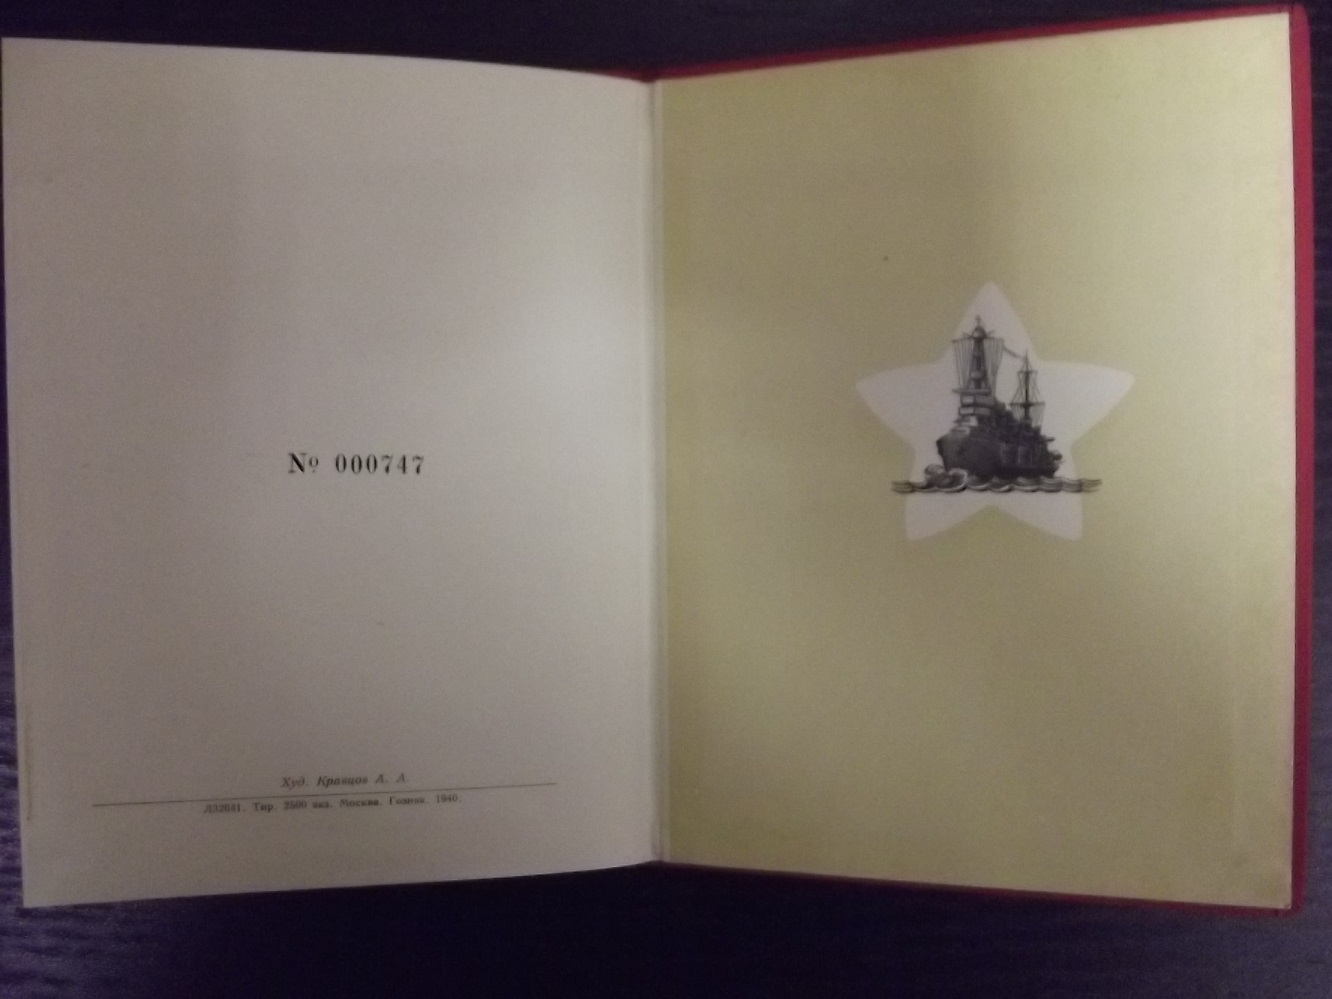 № 000747
Худ. Кравцов А. А.
Л32641. Тир. 2500 экз. Москва. Гознак. 1940.